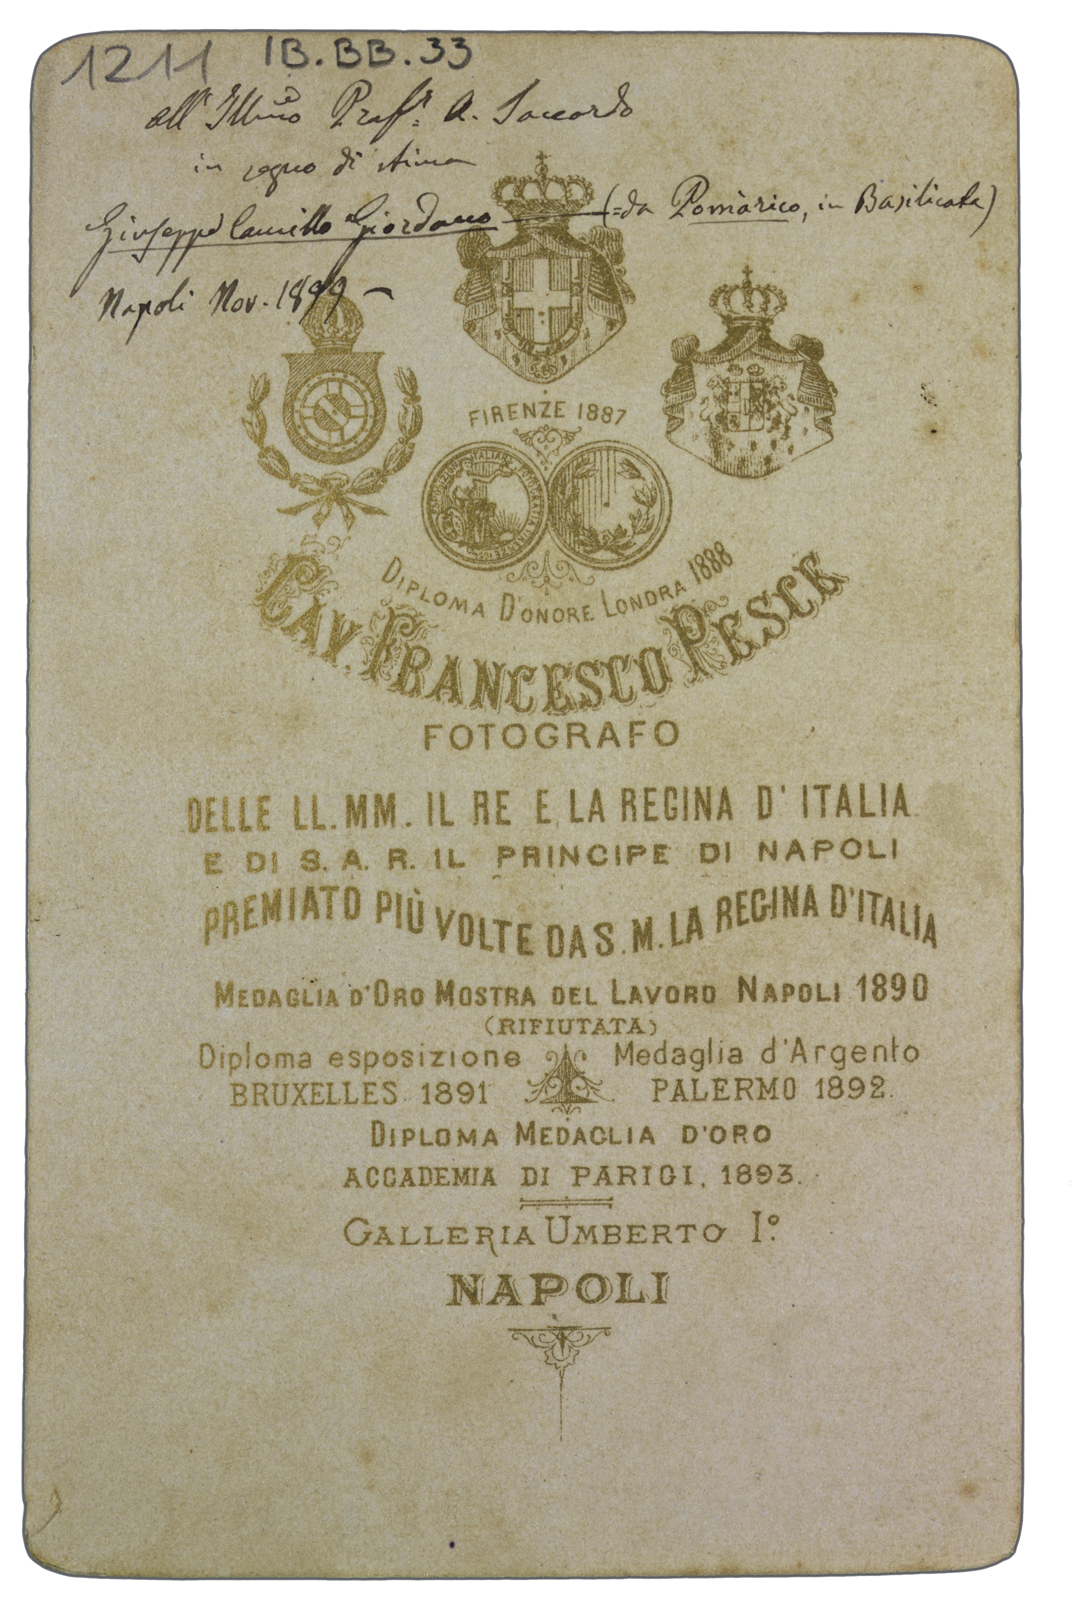 1211 IB.BB.33
all'Illmo Profr. A. Saccardo
in segno di stima
Giuseppe Camillo Giordano (=da Pomàrico, in Basilicata)
Napoli Nov. 1899 –
FIRENZE 1887
DIPLOMA D'ONORE LONDRA 1888
CAV. FRANCESCO PESCE
FOTOGRAFO
DELLE LL. MM. IL RE E LA REGINA D'ITALIA
E DI S. A. R. IL PRINCIPE DI NAPOLI
PREMIATO PIÙ VOLTE DA S. M. LA REGINA D'ITALIA
MEDAGLIA D'ORO MOSTRA DEL LAVORO NAPOLI 1890
(RIFIUTATA)
Diploma esposizione Medaglia d'Argento
BRUXELLES 1891 PALERMO 1892.
DIPLOMA MEDAGLIA D'ORO
ACCADEMIA DI PARIGI, 1893.
GALLERIA UMBERTO I.º
NAPOLI